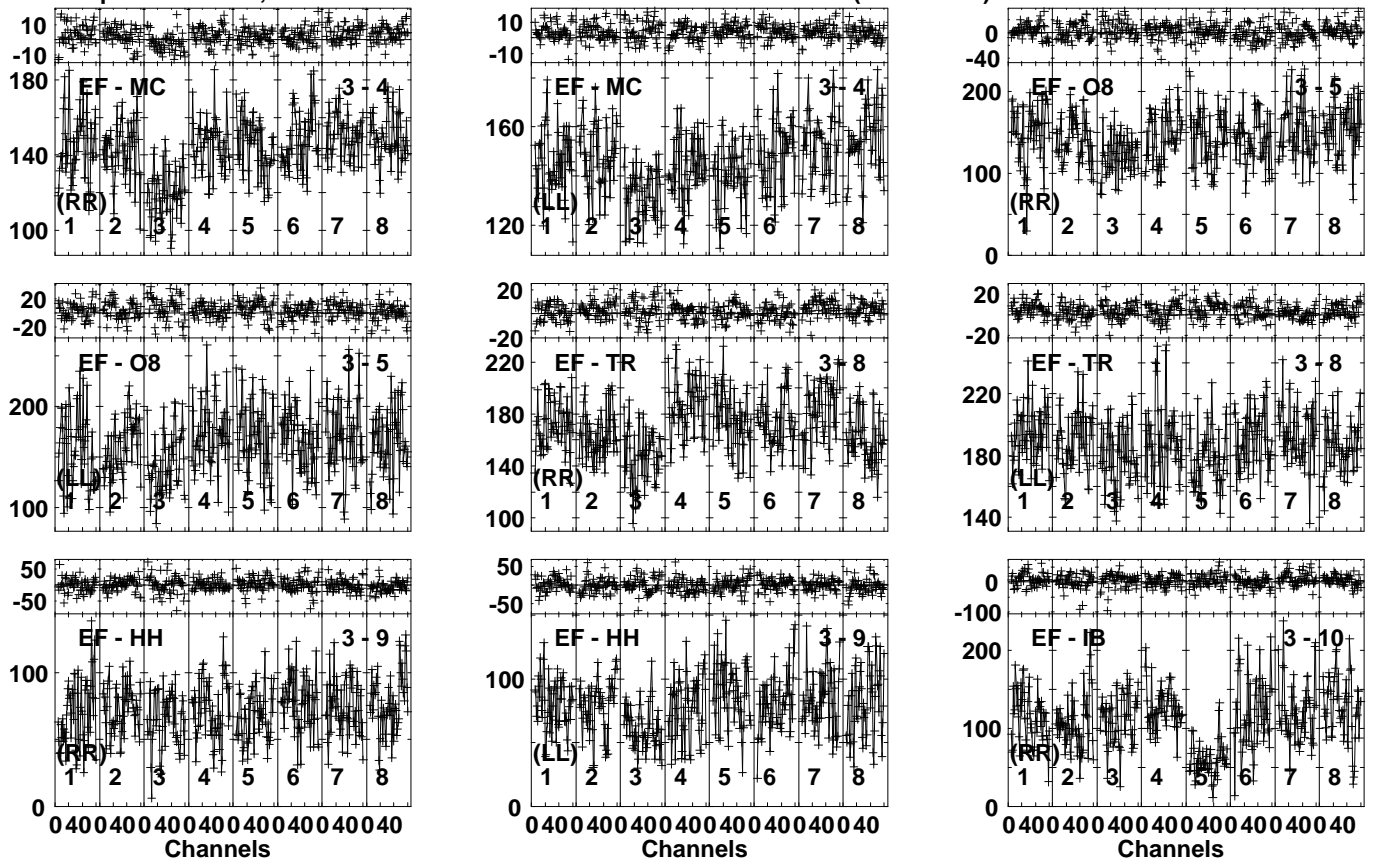 10 10 0
-10 -10 -40
180 EF - MC 3 - 4 EF - MC 3 - 4 200 EF - O8 3 - 5
140 160 100
(RR) (LL) (RR)
100 1 2 3 4 5 6 7 8 120 1 2 3 4 5 6 7 8 0 1 2 3 4 5 6 7 8
20 20 20
-20 -20 -20
EF - O8 3 - 5 220 EF - TR 3 - 8 EF - TR 3 - 8
200 180 220
140 180
(LL) (RR) (LL)
100 1 2 3 4 5 6 7 8 100 1 2 3 4 5 6 7 8 140 1 2 3 4 5 6 7 8
50 50 0
-50 -50 -100
EF - HH 3 - 9 EF - HH 3 - 9 200 EF - IB 3 - 10
100 100 100
(RR) (LL) (RR)
1 2 3 4 5 6 7 8 1 2 3 4 5 6 7 8 1 2 3 4 5 6 7 8
0 0 0
0 40 0 40 0 40 0 40 0 40 0 40 0 40 0 40 0 40 0 40 0 40 0 40 0 40 0 40 0 40 0 40 0 40 0 40 0 40 0 40 0 40 0 40 0 40 0 40
Channels Channels Channels